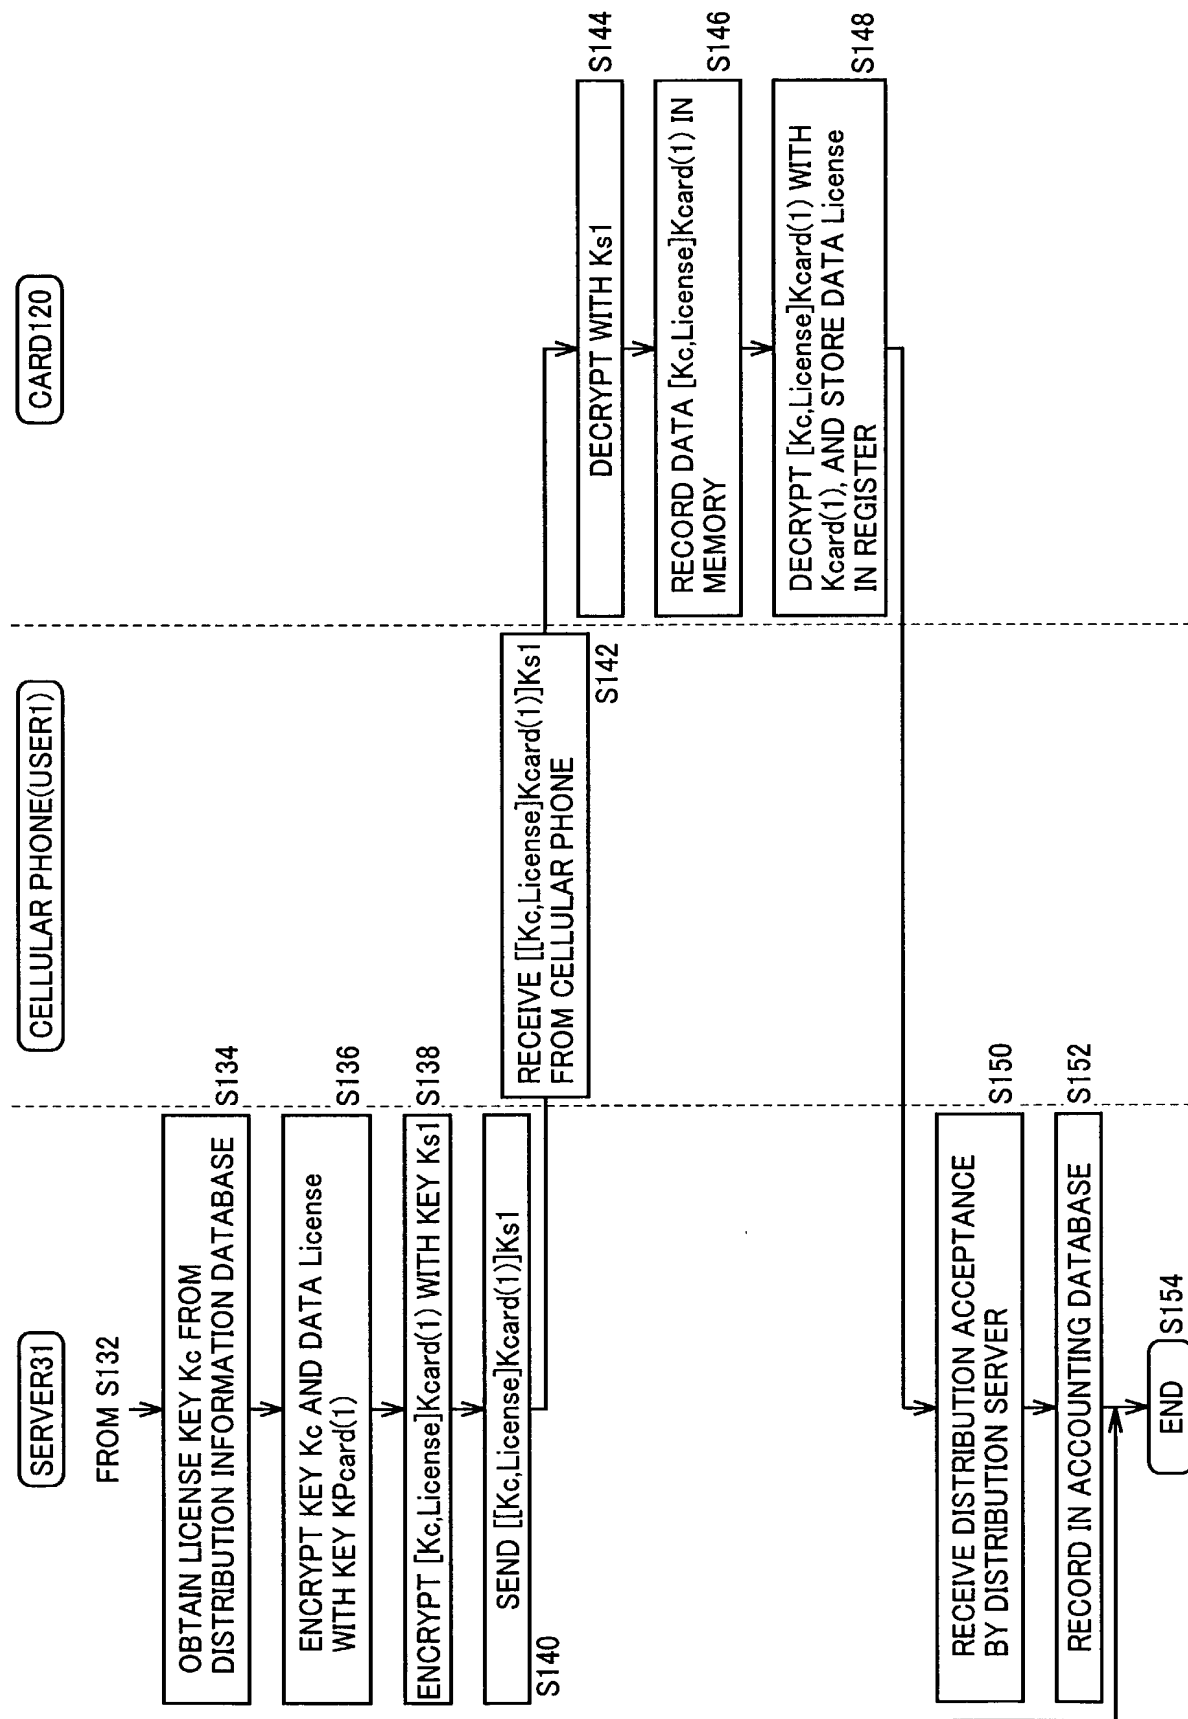 SERVER31
CELLULAR PHONE(USER1)
CARD120
FROM S132
OBTAIN LICENSE KEY Kc FROM
DISTRIBUTION INFORMATION DATABASE
S134
ENCRYPT KEY Kc AND DATA License
WITH KEY KPcard(1)
S136
ENCRYPT [Kc,License]Kcard(1) WITH KEY Ks1
S138
SEND [[Kc,License]Kcard(1)]Ks1
S140
RECEIVE [[Kc,License]Kcard(1)]Ks1
FROM CELLULAR PHONE
S142
DECRYPT WITH Ks1
S144
RECORD DATA [Kc,License]Kcard(1) IN
MEMORY
S146
DECRYPT [Kc,License]Kcard(1) WITH
Kcard(1), AND STORE DATA License
IN REGISTER
S148
RECEIVE DISTRIBUTION ACCEPTANCE
BY DISTRIBUTION SERVER
S150
RECORD IN ACCOUNTING DATABASE
S152
END
S154